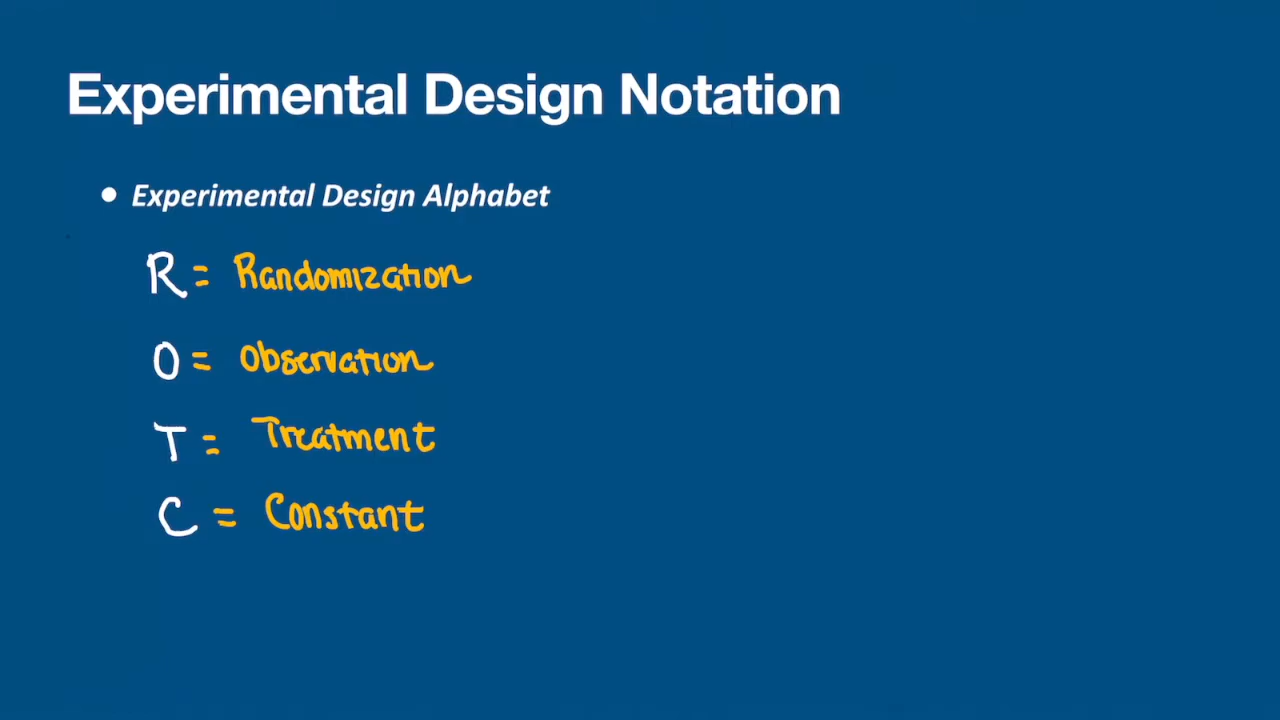 Experimental Design Notation
• Experimental Design Alphabet
R = Randomization
O = Observation
T = Treatment
C = Constant